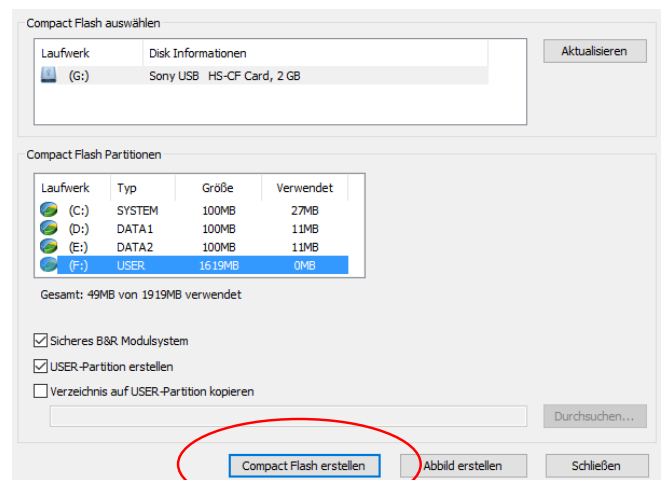 Compact Flash auswählen
Laufwerk Disk Informationen
(G:) Sony USB HS-CF Card, 2 GB
Aktualisieren
Compact Flash Partitionen
Laufwerk Typ Größe Verwendet
(C:) SYSTEM 100MB 27MB
(D:) DATA1 100MB 11MB
(E:) DATA2 100MB 11MB
(F:) USER 1619MB 0MB
Gesamt: 49MB von 1919MB verwendet
Sicheres B&R Modulsystem
USER-Partition erstellen
Verzeichnis auf USER-Partition kopieren
Durchsuchen...
Compact Flash erstellen Abbild erstellen Schließen